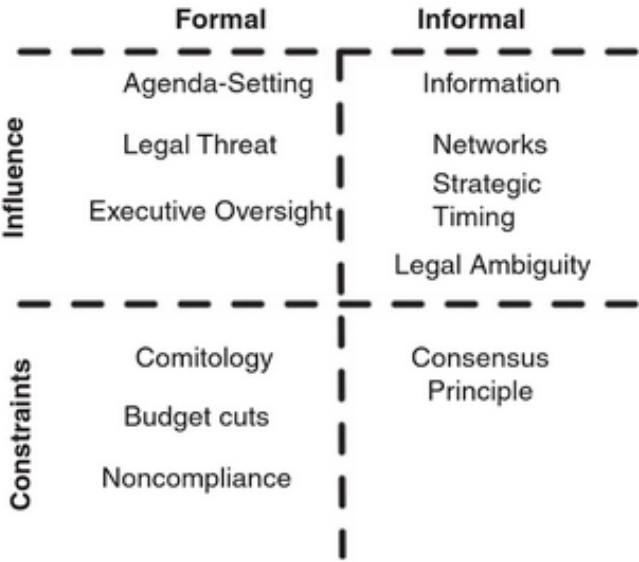 Formal Informal
Influence
Agenda-Setting Information
Legal Threat Networks
Strategic
Executive Oversight Timing
Legal Ambiguity
Constraints
Comitology Consensus
Principle
Budget cuts
Noncompliance